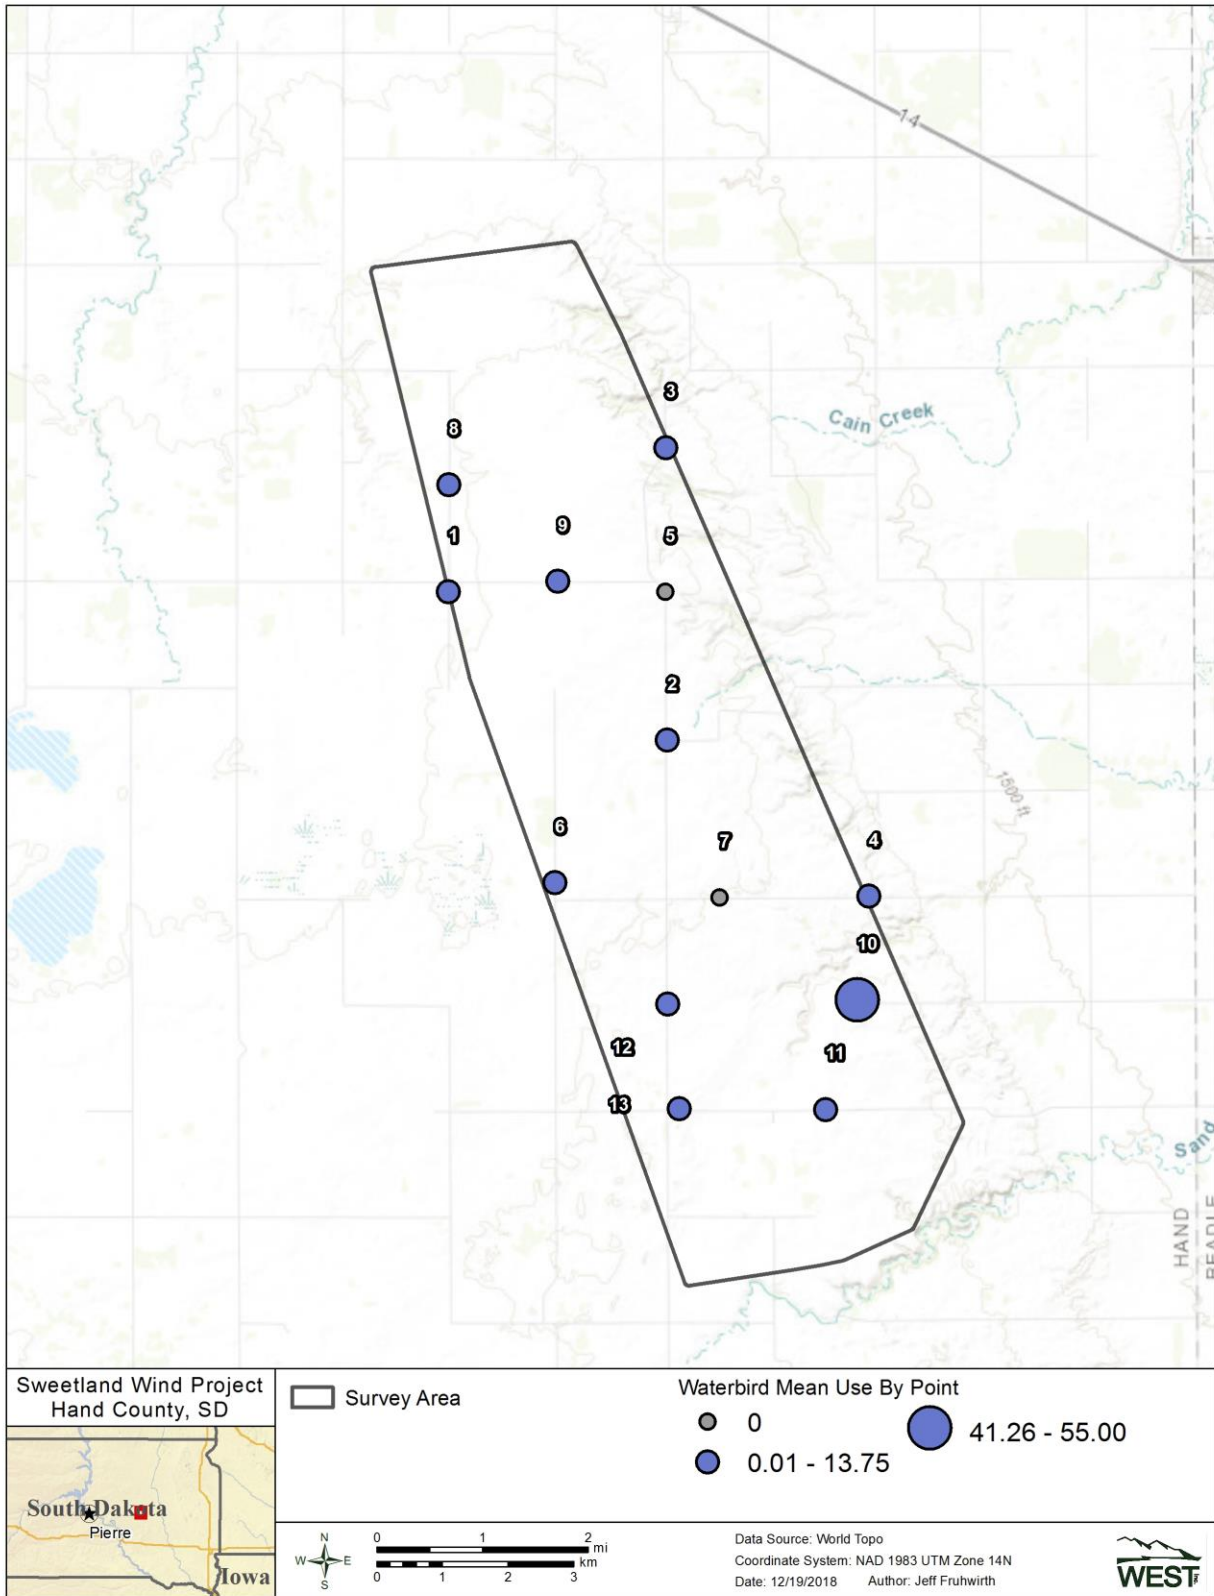 14
3
Cain Creek
8
9
1
5
2
1500 ft
6
7
4
10
12
11
13
Sand
HAND
BEADLE
Sweetland Wind Project
Hand County, SD
South Dakota
Pierre
Iowa
Survey Area
Waterbird Mean Use By Point
0
0.01 - 13.75
41.26 - 55.00
N
W E
S
0 1 2
mi
km
0 1 2 3
Data Source: World Topo
Coordinate System: NAD 1983 UTM Zone 14N
Date: 12/19/2018 Author: Jeff Fruhwirth
WEST